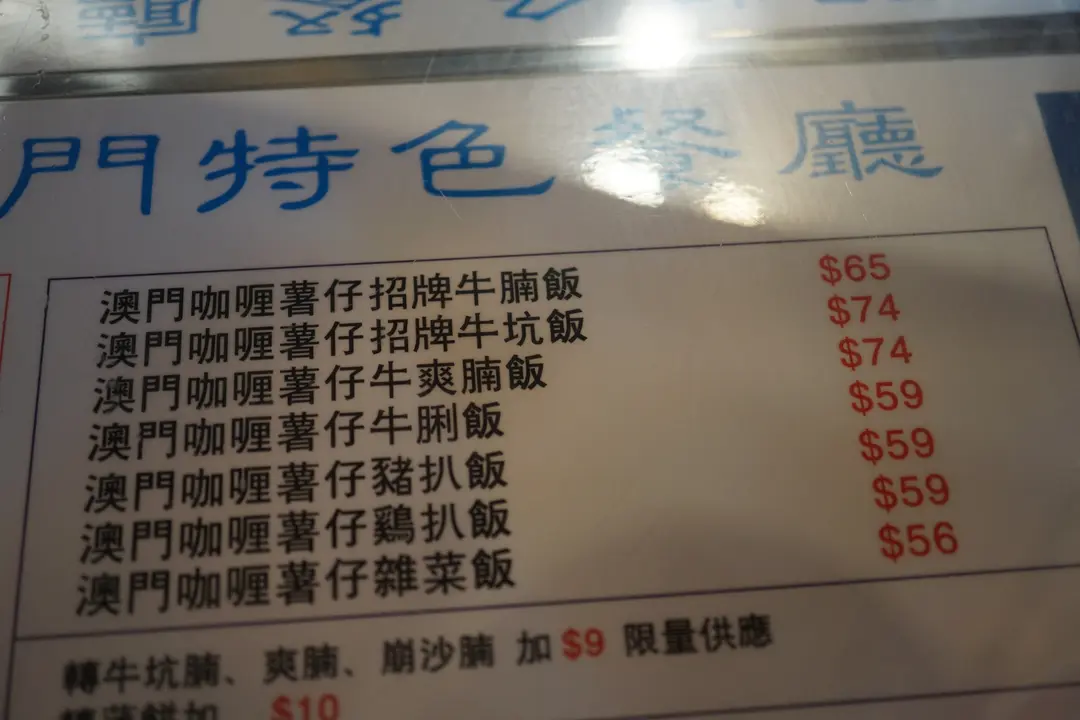 門特色餐廳
澳門咖喱薯仔招牌牛腩飯 $65
澳門咖喱薯仔招牌牛坑飯 $74
澳門咖喱薯仔牛爽腩飯 $74
澳門咖喱薯仔牛脷飯 $59
澳門咖喱薯仔豬扒飯 $59
澳門咖喱薯仔鷄扒飯 $59
澳門咖喱薯仔雜菜飯 $56
轉牛坑腩、爽腩、崩沙腩 加$9 限量供應
加 $10